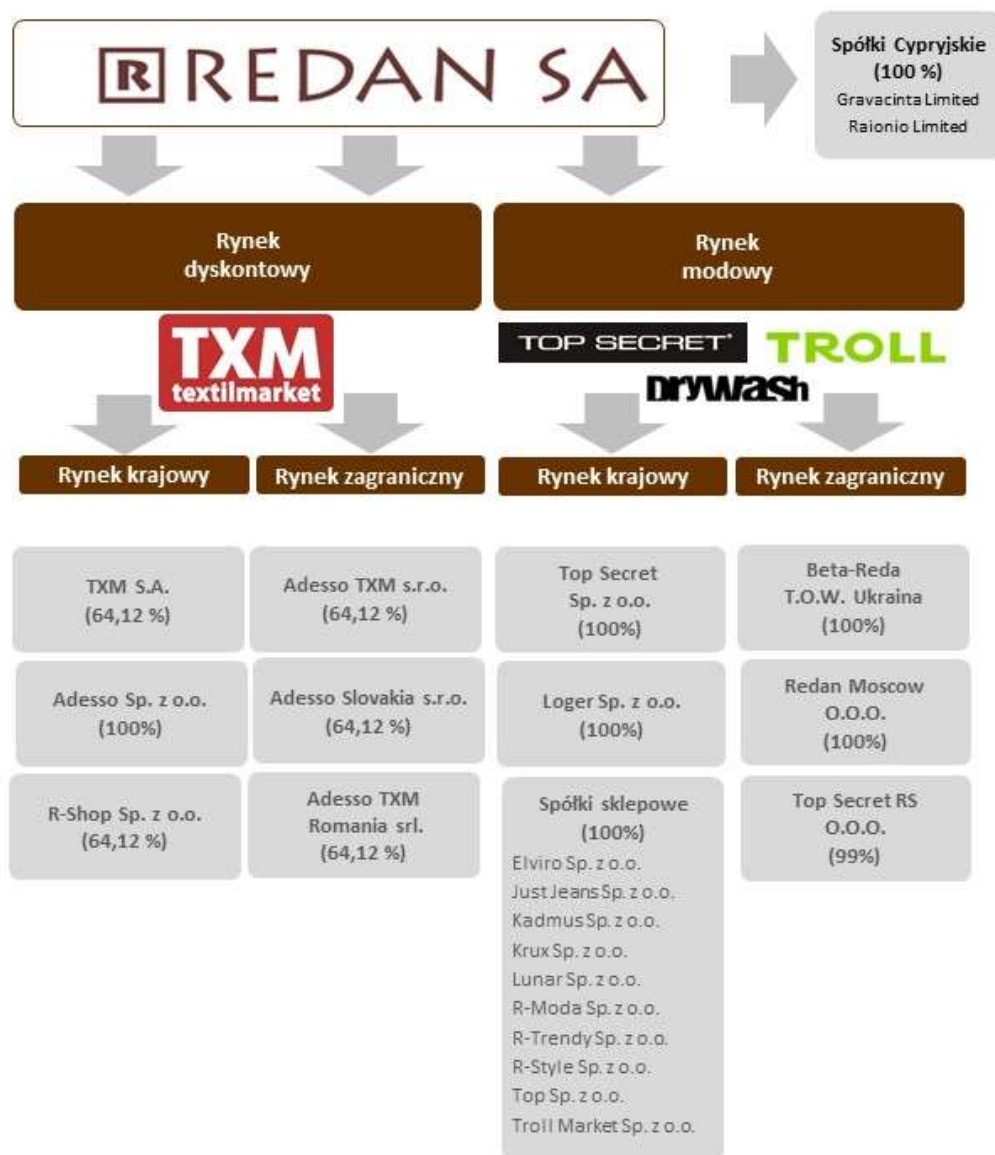 R REDAN SA
Spółki Cypryjskie
(100 %)
Gravacinta Limited
Raionio Limited
Rynek
dyskontowy
Rynek
modowy
TXM
textilmarket
TOP SECRET
TROLL
Drywash
Rynek krajowy
Rynek zagraniczny
Rynek krajowy
Rynek zagraniczny
TXM S.A.
(64,12 %)
Adesso TXM s.r.o.
(64,12 %)
Top Secret
Sp. z o.o.
(100%)
Beta-Reda
T.O.W. Ukraina
(100%)
Adesso Sp. z o.o.
(100%)
Adesso Slovakia s.r.o.
(64,12 %)
Loger Sp. z o.o.
(100%)
Redan Moscow
O.O.O.
(100%)
R-Shop Sp. z o.o.
(64,12 %)
Adesso TXM
Romania srl.
(64,12 %)
Spółki sklepowe
(100%)
Elviro Sp. z o.o.
Just Jeans Sp. z o.o.
Kadmus Sp. z o.o.
Krux Sp. z o.o.
Lunar Sp. z o.o.
R-Moda Sp. z o.o.
R-Trendy Sp. z o.o.
R-Style Sp. z o.o.
Top Sp. z o.o.
Troll Market Sp. z o.o.
Top Secret RS
O.O.O.
(99%)